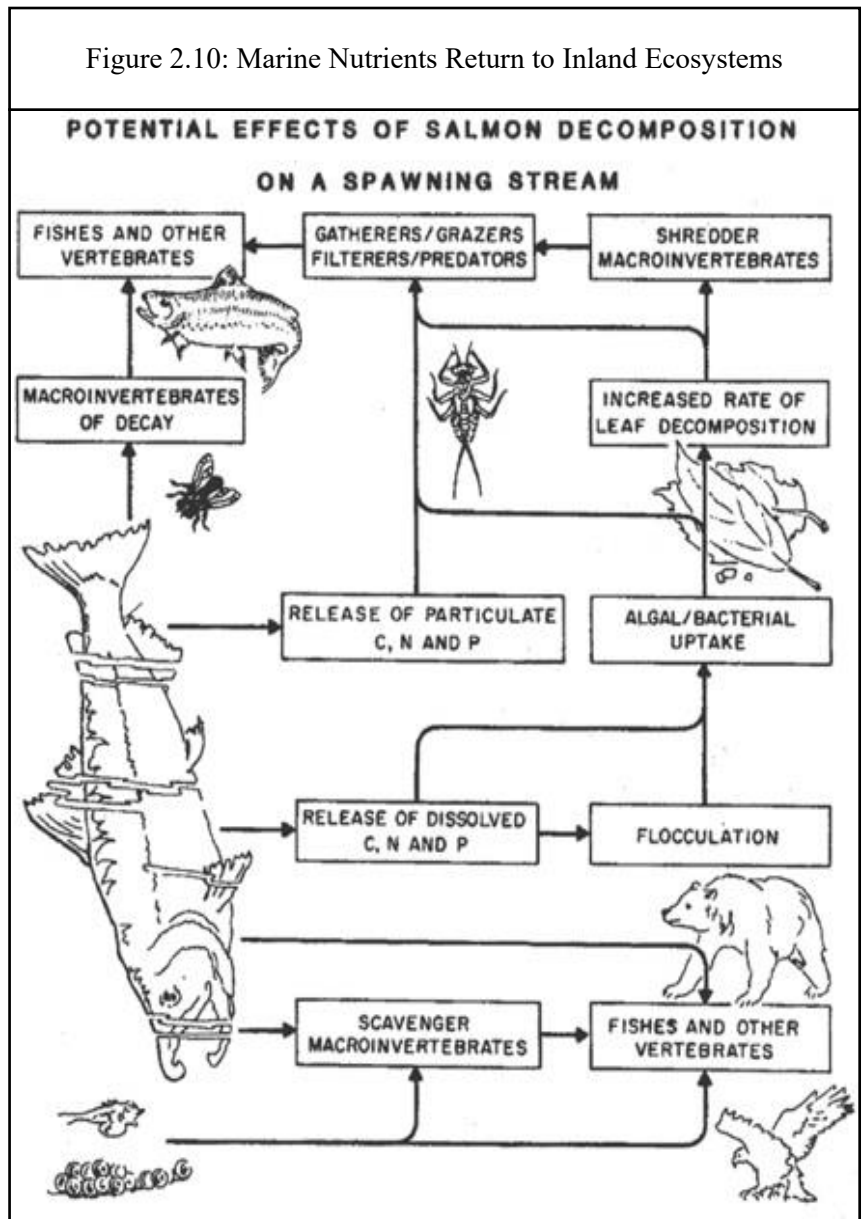 Figure 2.10: Marine Nutrients Return to Inland Ecosystems
POTENTIAL EFFECTS OF SALMON DECOMPOSITION
ON A SPAWNING STREAM
FISHES AND OTHER
VERTEBRATES
GATHERERS/GRAZERS
FILTERERS/PREDATORS
SHREDDER
MACROINVERTEBRATES
MACROINVERTEBRATES
OF DECAY
INCREASED RATE OF
LEAF DECOMPOSITION
RELEASE OF PARTICULATE
C, N AND P
ALGAL/BACTERIAL
UPTAKE
RELEASE OF DISSOLVED
C, N AND P
FLOCCULATION
SCAVENGER
MACROINVERTEBRATES
FISHES AND OTHER
VERTEBRATES